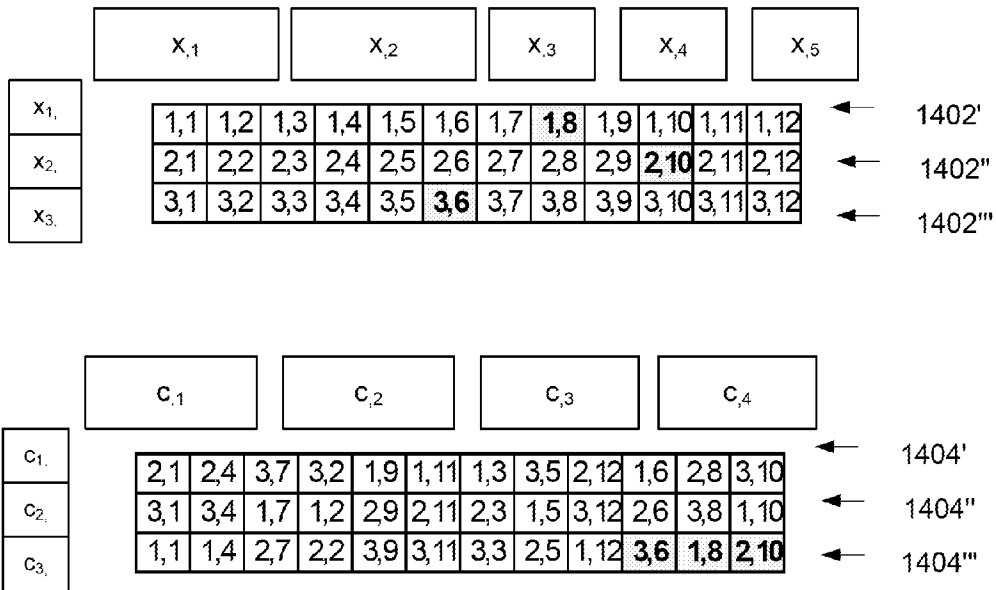 x,1 x,2 x,3 x,4 x,5
x1, 1,1 1,2 1,3 1,4 1,5 1,6 1,7 1,8 1,9 1,10 1,11 1,12 1402'
x2, 2,1 2,2 2,3 2,4 2,5 2,6 2,7 2,8 2,9 2,10 2,11 2,12 1402"
x3, 3,1 3,2 3,3 3,4 3,5 3,6 3,7 3,8 3,9 3,10 3,11 3,12 1402'"
c,1 c,2 c,3 c,4
c1, 2,1 2,4 3,7 3,2 1,9 1,11 1,3 3,5 2,12 1,6 2,8 3,10 1404'
c2, 3,1 3,4 1,7 1,2 2,9 2,11 2,3 1,5 3,12 2,6 3,8 1,10 1404"
c3, 1,1 1,4 2,7 2,2 3,9 3,11 3,3 2,5 1,12 3,6 1,8 2,10 1404'"